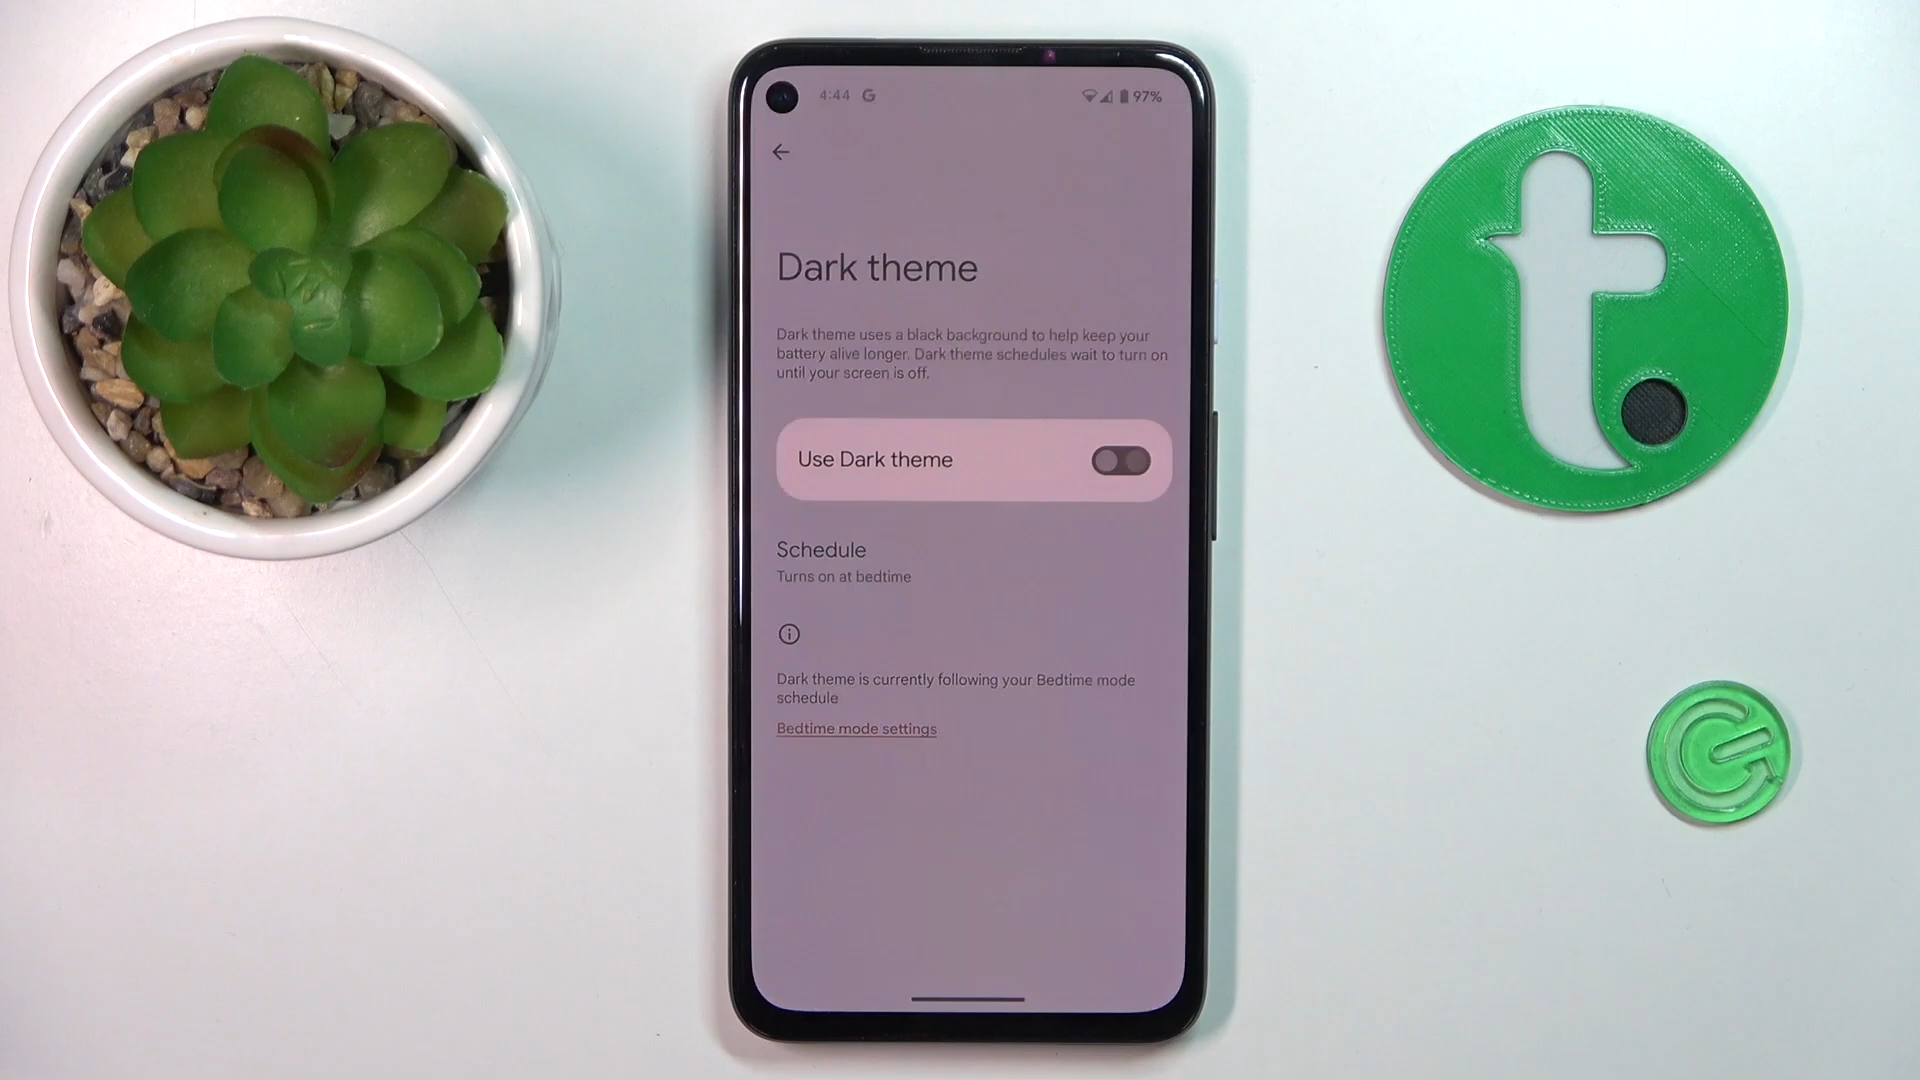 4:44 G
97%
Dark theme
Dark theme uses a black background to help keep your
battery alive longer. Dark theme schedules wait to turn on
until your screen is off.
Use Dark theme
Schedule
Turns on at bedtime
Dark theme is currently following your Bedtime mode
schedule
Bedtime mode settings
t.